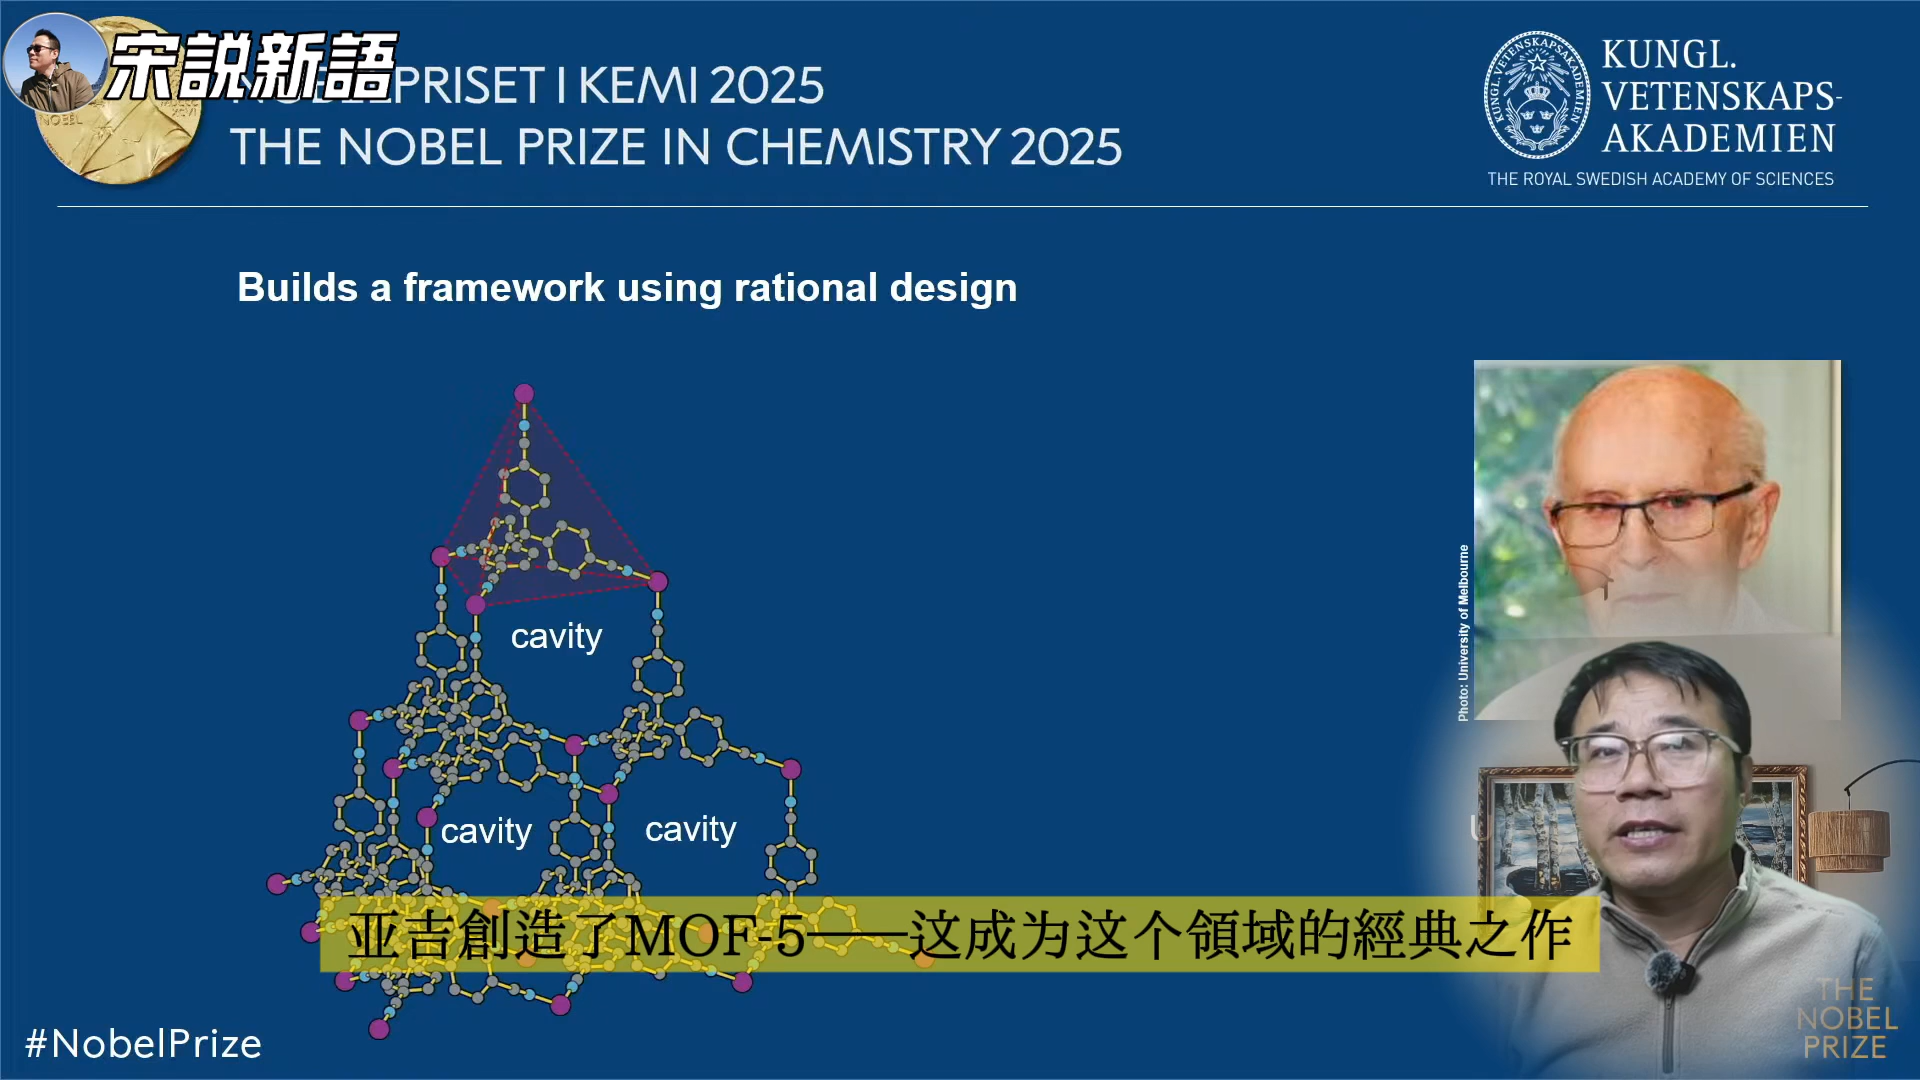 宋説新語
PRISET I KEMI 2025
THE NOBEL PRIZE IN CHEMISTRY 2025
KUNGL.
VETENSKAPS-
AKADEMIEN
THE ROYAL SWEDISH ACADEMY OF SCIENCES
Builds a framework using rational design
cavity
cavity
cavity
Photo: University of Melbourne
亚吉創造了MOF-5——这成为这个領域的經典之作
#NobelPrize
THE
NOBEL
PRIZE